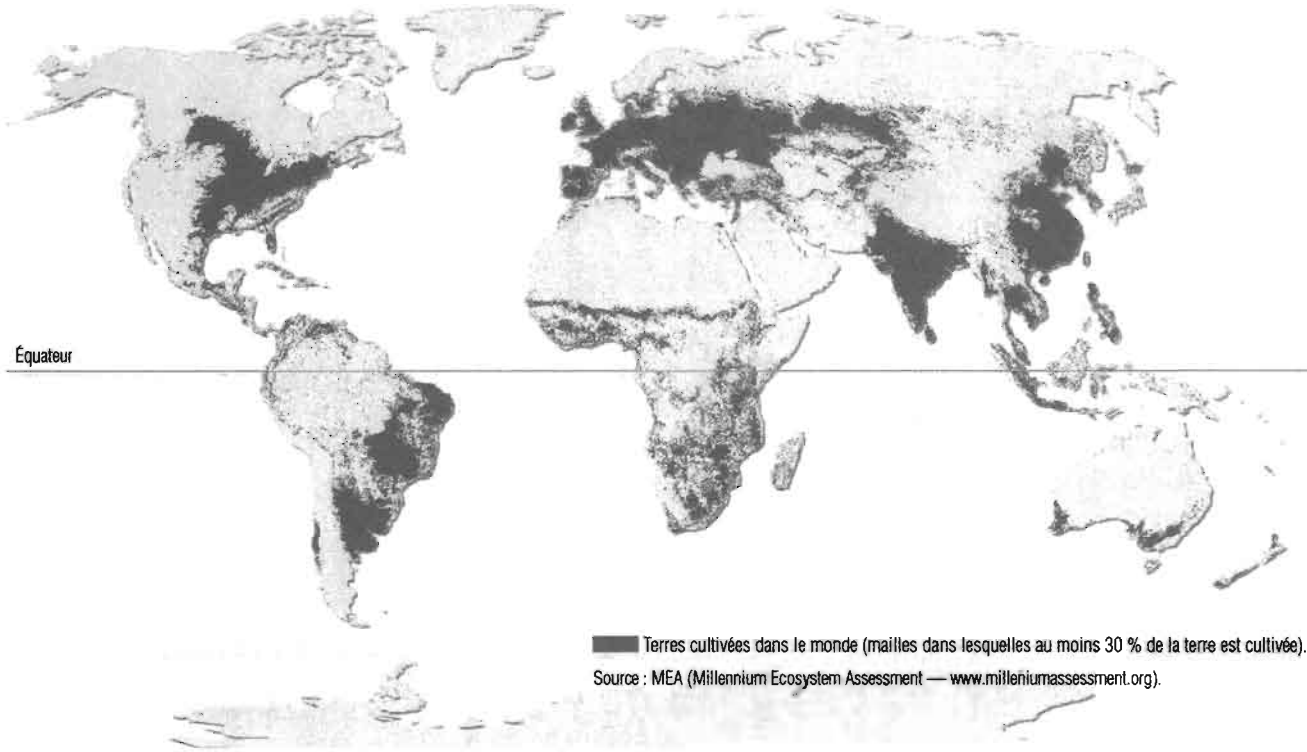 Équateur
Terres cultivées dans le monde (mailles dans lesquelles au moins 30 % de la terre est cultivée).
Source : MEA (Millennium Ecosystem Assessment — www.milleniumassessment.org).